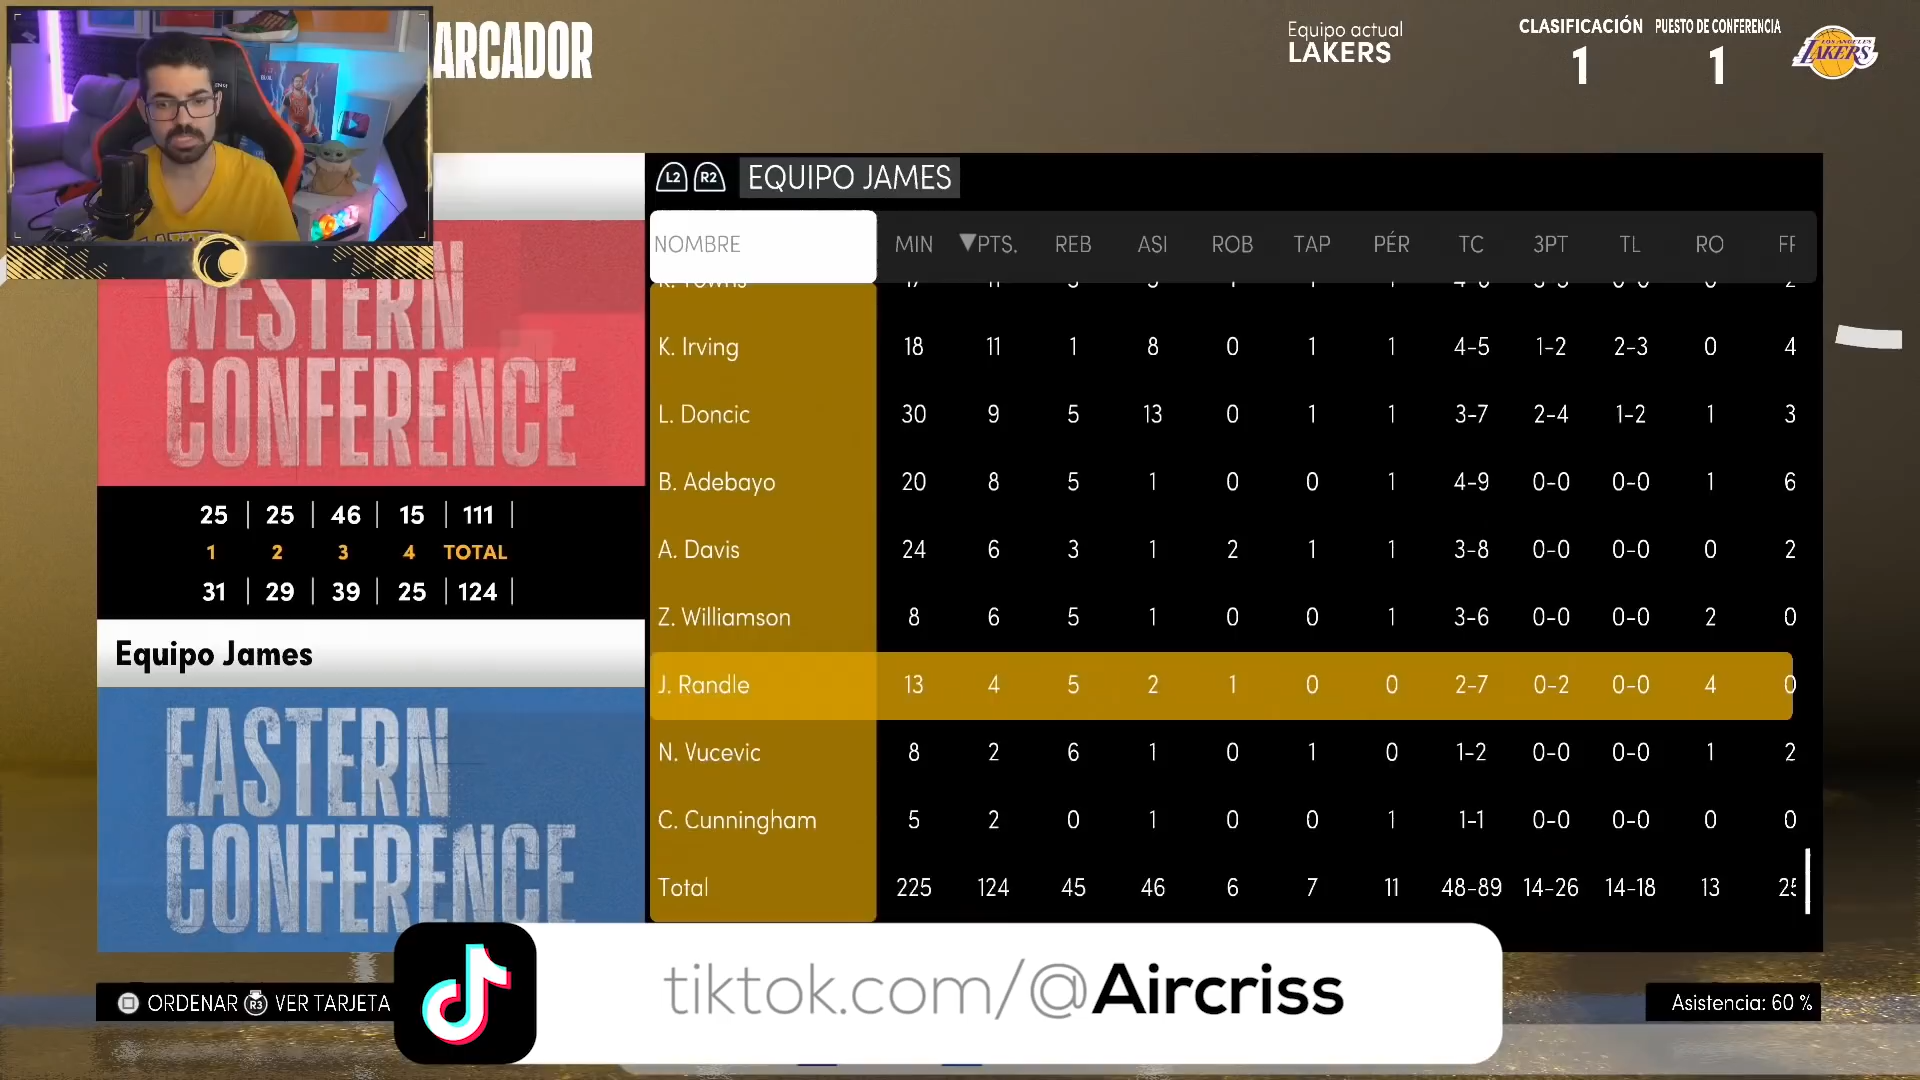 ARCADOR
Equipo actual
LAKERS
CLASIFICACIÓN
1
PUESTO DE CONFERENCIA
1
LOS ANGELES
LAKERS
L2 R2 EQUIPO JAMES
NOMBRE MIN ▼PTS. REB ASI ROB TAP PÉR TC 3PT TL RO
K. Irving 18 11 1 8 0 1 1 4-5 1-2 2-3 0 4
L. Doncic 30 9 5 13 0 1 1 3-7 2-4 1-2 1 3
B. Adebayo 20 8 5 1 0 0 1 4-9 0-0 0-0 1 6
A. Davis 24 6 3 1 2 1 1 3-8 0-0 0-0 0 2
Z. Williamson 8 6 5 1 0 0 1 3-6 0-0 0-0 2 0
J. Randle 13 4 5 2 1 0 0 2-7 0-2 0-0 4 0
N. Vucevic 8 2 6 1 0 1 0 1-2 0-0 0-0 1 2
C. Cunningham 5 2 0 1 0 0 1 1-1 0-0 0-0 0 0
Total 225 124 45 46 6 7 11 48-89 14-26 14-18 13 25
WESTERN
CONFERENCE
25 | 25 | 46 | 15 | 111 |
1 2 3 4 TOTAL
31 | 29 | 39 | 25 | 124 |
Equipo James
EASTERN
CONFERENCE
ORDENAR R3 VER TARJETA
tiktok.com/@Aircriss
Asistencia: 60 %